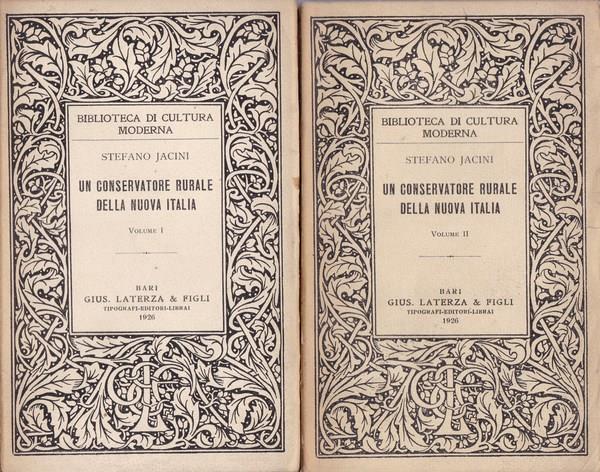 BIBLIOTECA DI CULTURA
MODERNA
STEFANO JACINI
UN CONSERVATORE RURALE
DELLA NUOVA ITALIA
VOLUME I
BARI
GIUS. LATERZA & FIGLI
TIPOGRAFI-EDITORI-LIBRAI
1926
BIBLIOTECA DI CULTURA
MODERNA
STEFANO JACINI
UN CONSERVATORE RURALE
DELLA NUOVA ITALIA
VOLUME II
BARI
GIUS. LATERZA & FIGLI
TIPOGRAFI-EDITORI-LIBRAI
1926